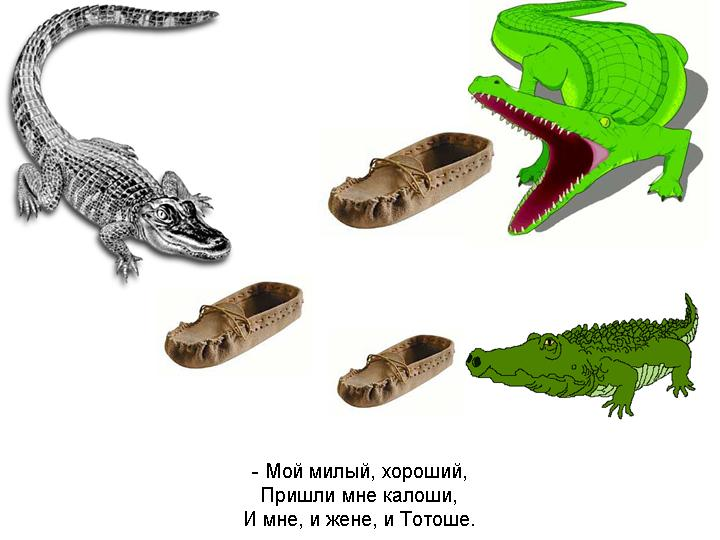 - Мой милый, хороший,
Пришли мне калоши,
И мне, и жене, и Тотоше.